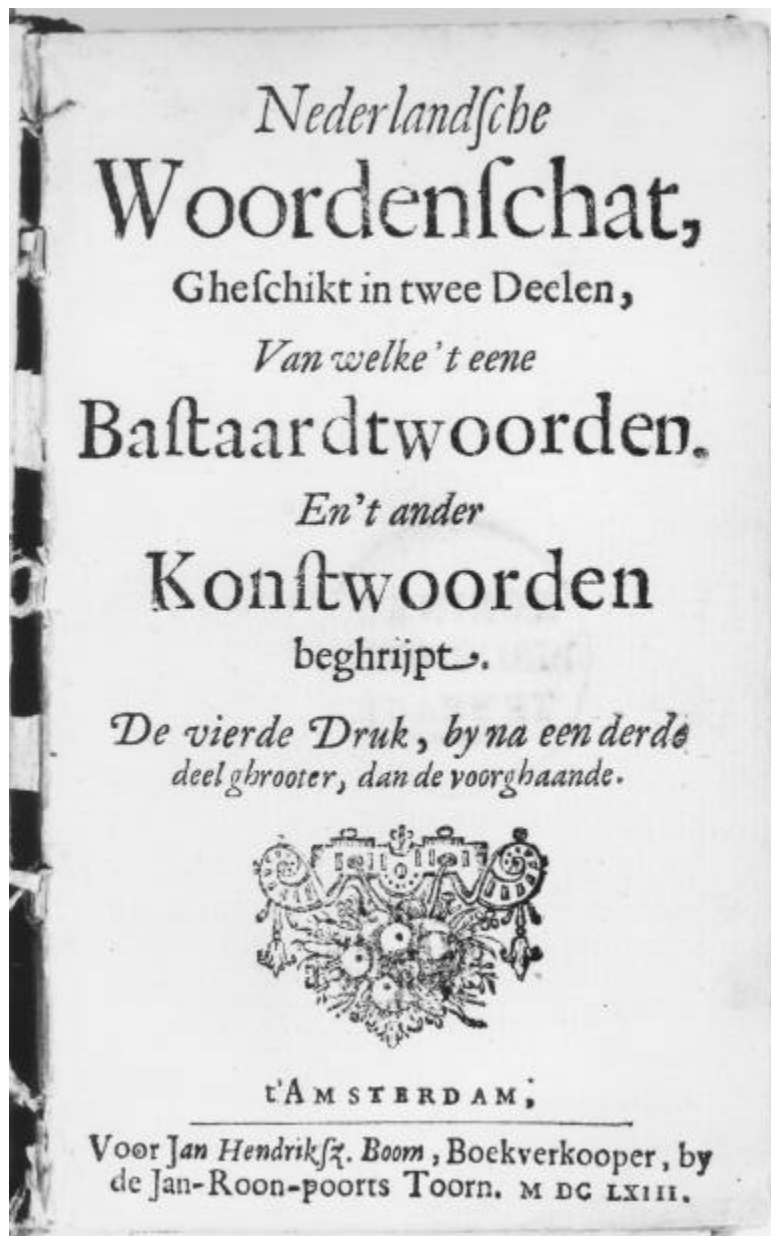 Nederlandſche
Woordenſchat,
Gheſchikt in twee Deelen,
Van welke 't eene
Baſtaardtwoorden.
En 't ander
Konſtwoorden
beghrijpt.
De vierde Druk, by na een derde
deel ghrooter, dan de voorghaande.
t'AMSTERDAM,
Voor Jan Hendrikſz. Boom, Boekverkooper, by
de Jan-Roon-poorts Toorn. M DC LXIII.